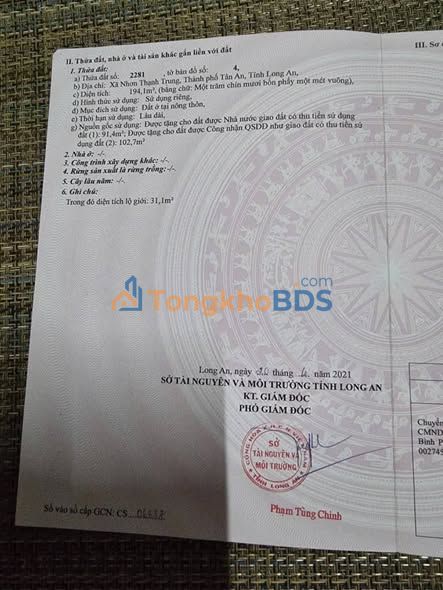 II. Thửa đất, nhà ở và tài sản khác gắn liền với đất
III. Sơ
1. Thửa đất:
a) Thửa đất số: 2281, tờ bản đồ số: 4,
b) Địa chỉ: Xã Nhơn Thạnh Trung, Thành phố Tân An, Tỉnh Long An,
c) Diện tích: 194,1m², (bằng chữ: Một trăm chín mươi bốn phẩy một mét vuông),
d) Hình thức sử dụng: Sử dụng riêng,
đ) Mục đích sử dụng: Đất ở tại nông thôn,
e) Thời hạn sử dụng: Lâu dài,
g) Nguồn gốc sử dụng: Được tặng cho đất được Nhà nước giao đất có thu tiền sử dụng
đất (1): 91,4m²; Được tặng cho đất được Công nhận QSDĐ như giao đất có thu tiền sử
dụng đất (2): 102,7m²
2. Nhà ở: -/-.
3. Công trình xây dựng khác: -/-.
4. Rừng sản xuất là rừng trồng: -/-.
5. Cây lâu năm: -/-.
6. Ghi chú:
Trong đó diện tích lộ giới: 31,1m²
TongkhoBDS.com
Long An, ngày tháng năm 2021
SỞ TÀI NGUYÊN VÀ MÔI TRƯỜNG TỈNH LONG AN
KT. GIÁM ĐỐC
PHÓ GIÁM ĐỐC
CỘNG HÒA X.H.C.N VIỆT NAM
SỞ
TÀI NGUYÊN VÀ
MÔI TRƯỜNG
TỈNH LONG AN
Chuyển
CMND
Bình P
002749
Phạm Tùng Chinh
Số vào sổ cấp GCN: CS